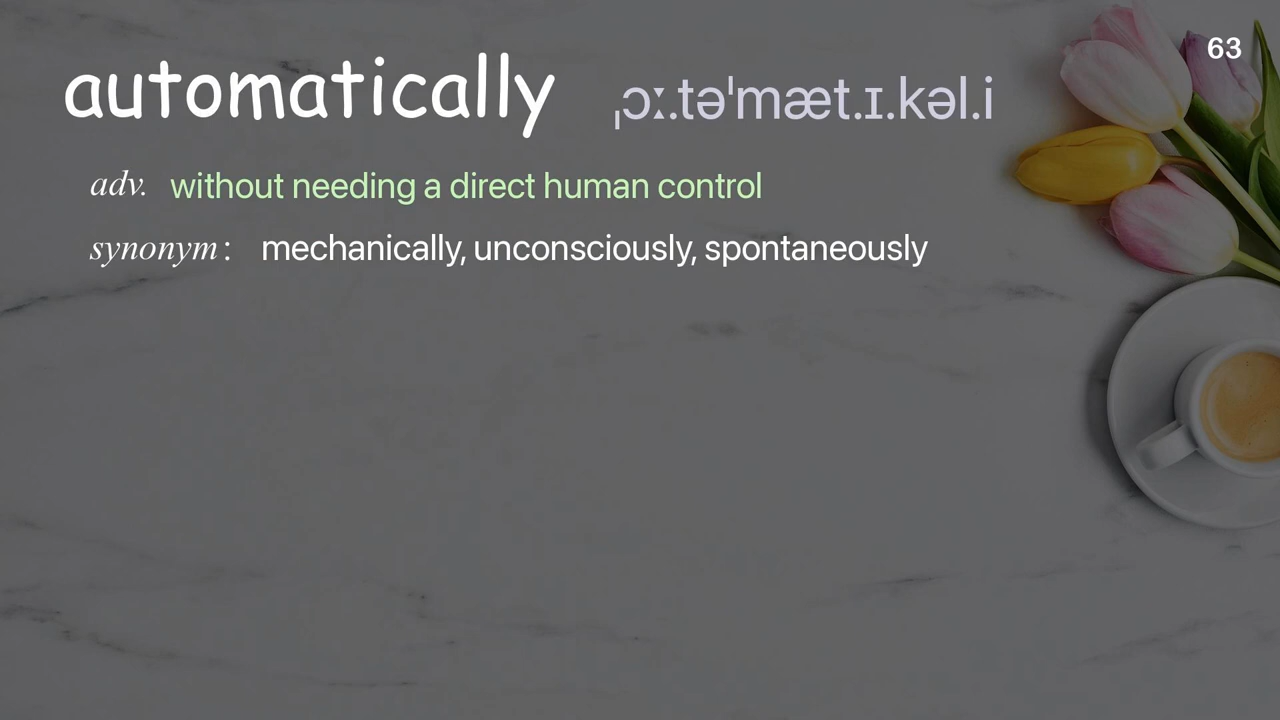 63
automatically ˌɔː.təˈmæt.ɪ.kəl.i
adv. without needing a direct human control
synonym : mechanically, unconsciously, spontaneously